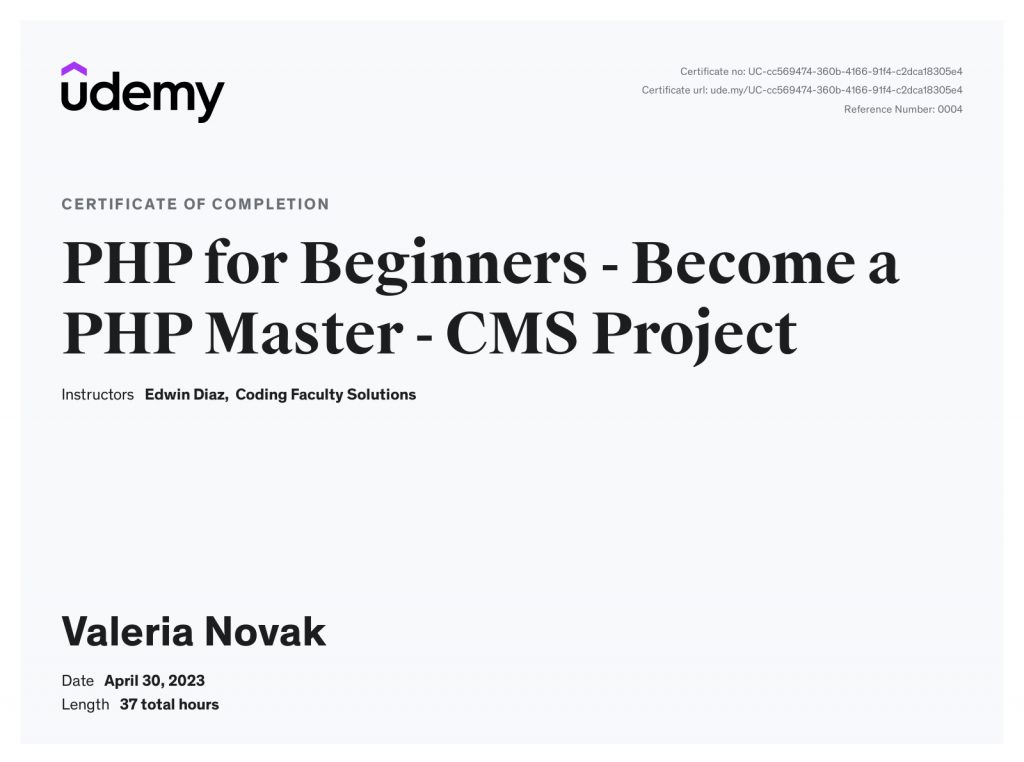 udemy
Certificate no: UC-cc569474-360b-4166-91f4-c2dca18305e4
Certificate url: ude.my/UC-cc569474-360b-4166-91f4-c2dca18305e4
Reference Number: 0004
CERTIFICATE OF COMPLETION
PHP for Beginners - Become a
PHP Master - CMS Project
Instructors Edwin Diaz, Coding Faculty Solutions
Valeria Novak
Date April 30, 2023
Length 37 total hours